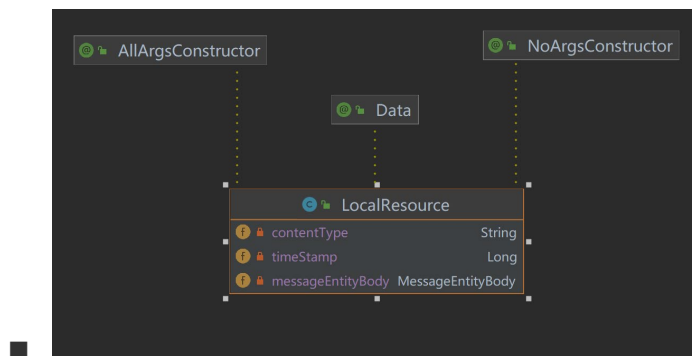 AllArgsConstructor
NoArgsConstructor
Data
LocalResource
contentType String
timeStamp Long
messageEntityBody MessageEntityBody